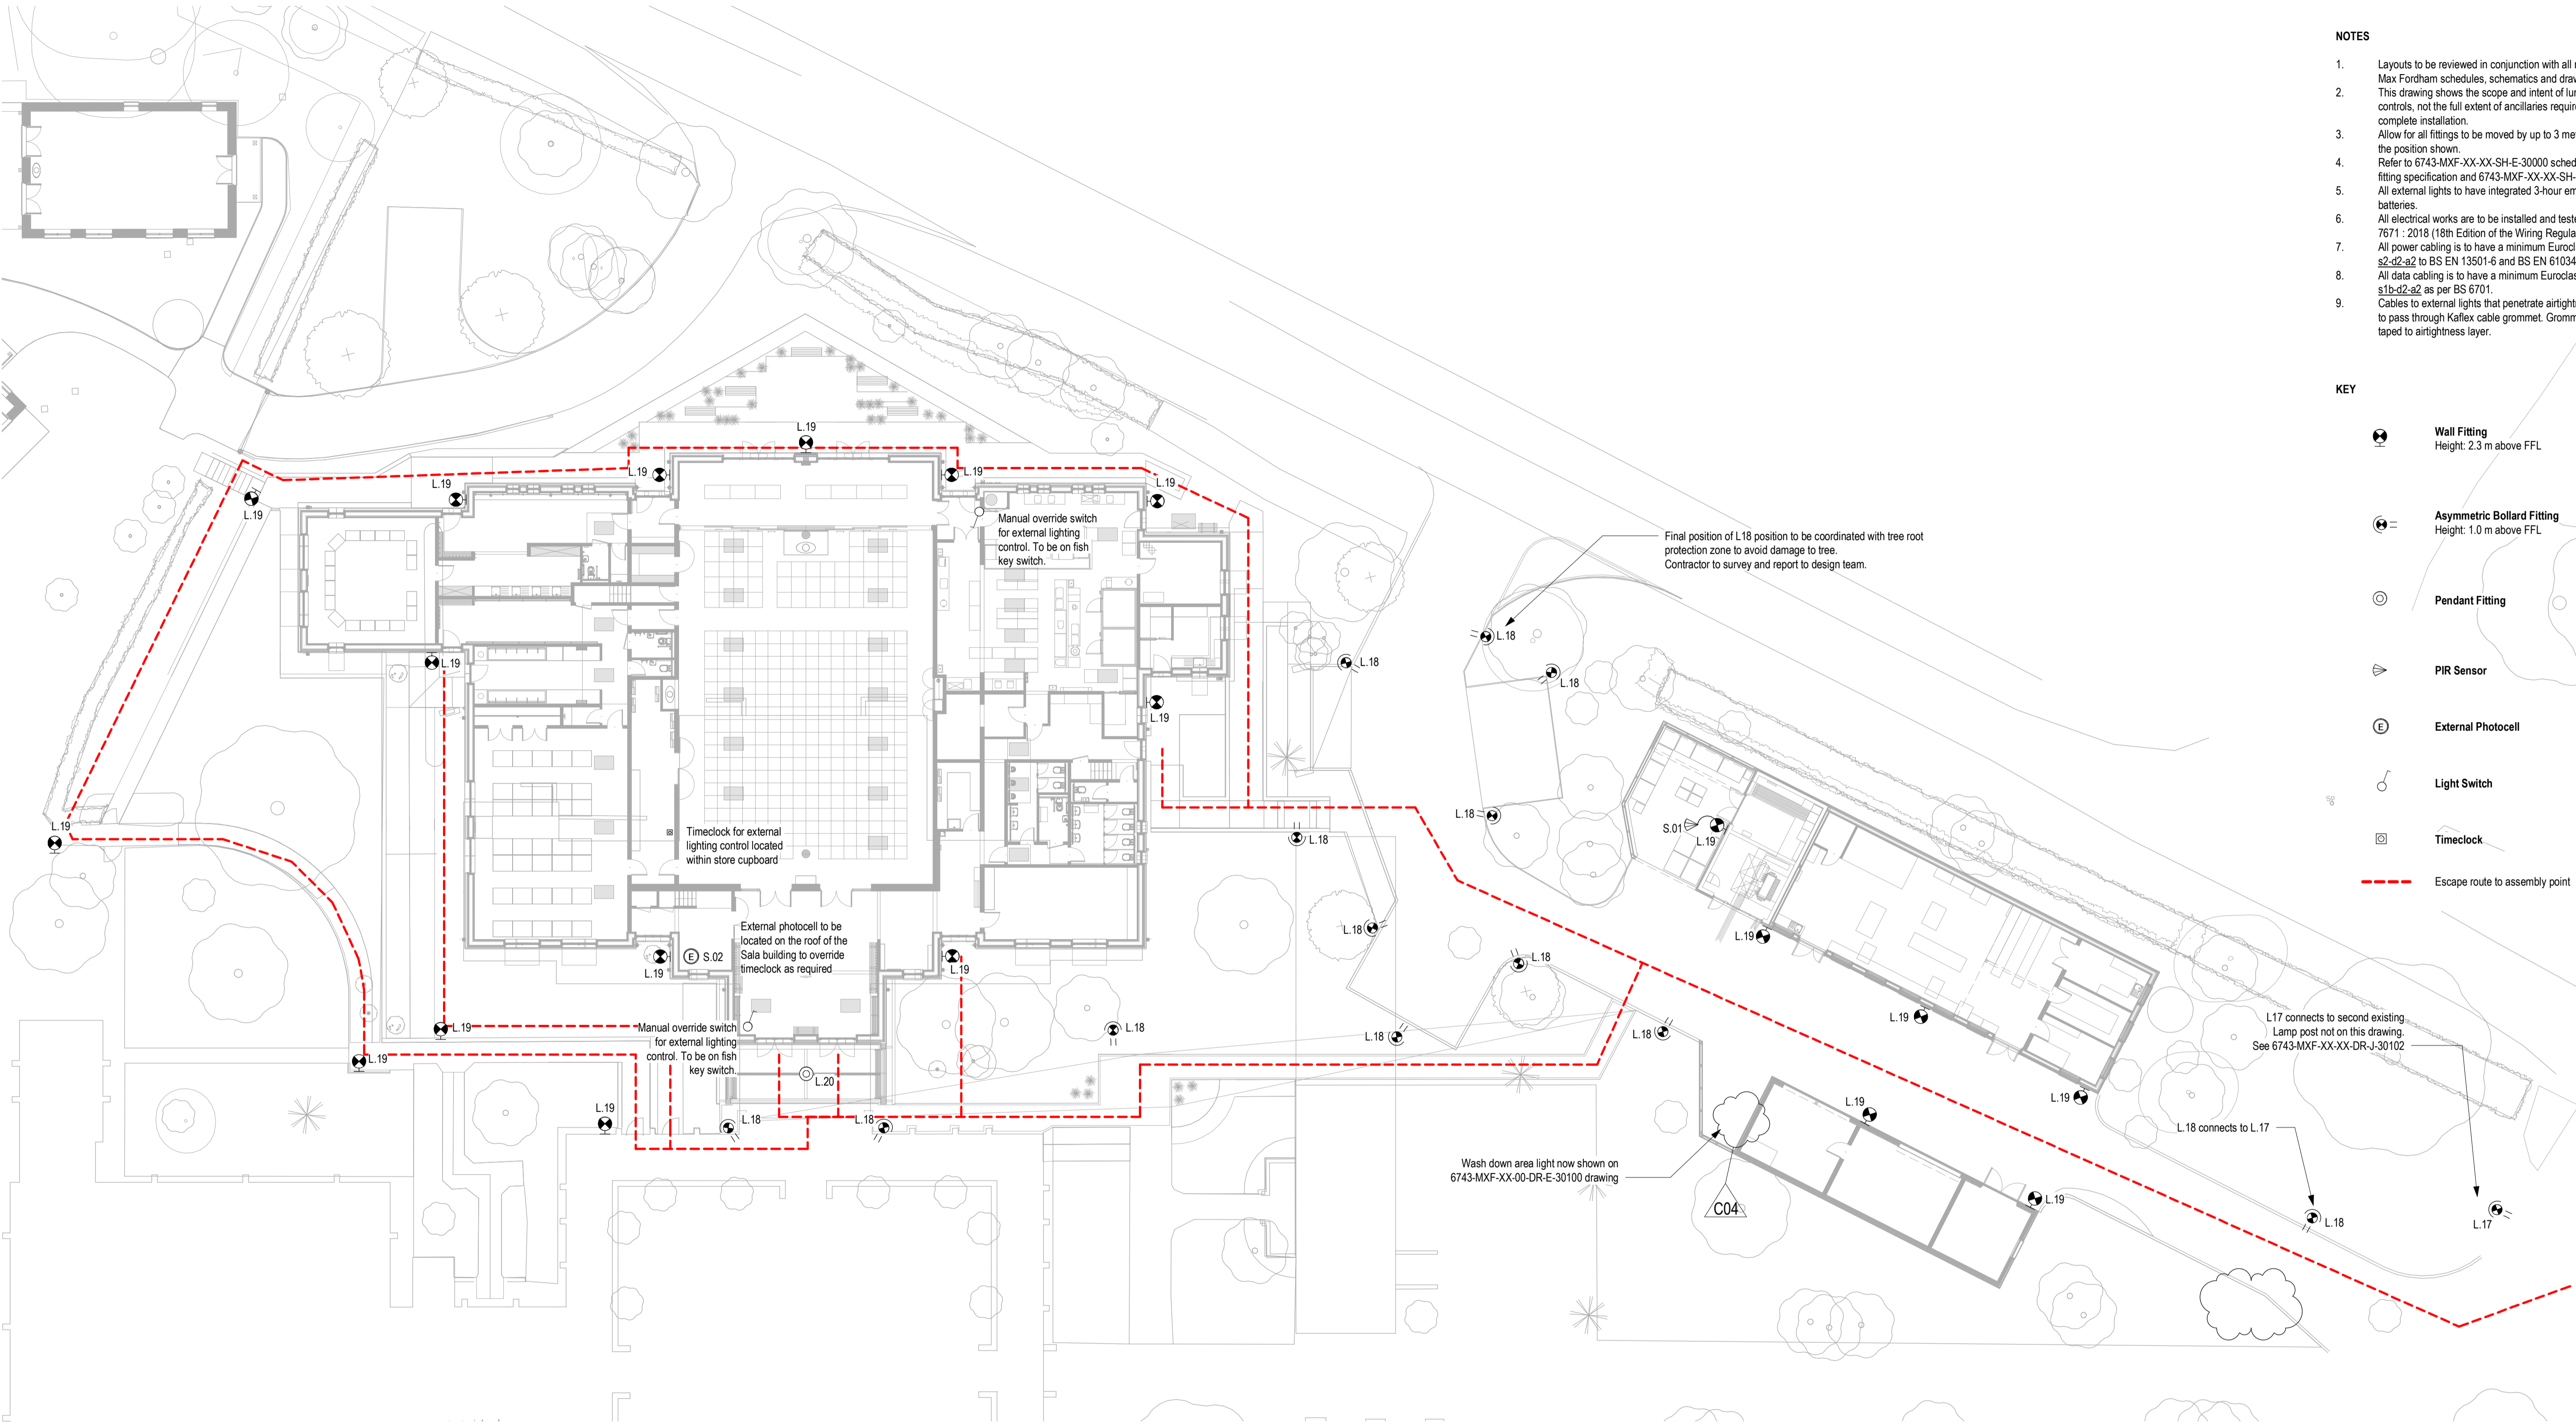 NOTES
1. Layouts to be reviewed in conjunction with all
Max Fordham schedules, schematics and
2. This drawing shows the scope and intent of
controls, not the full extent of ancillaries
complete installation.
3. Allow for all fittings to be moved by up to 3
the position shown.
4. Refer to 6743-MXF-XX-XX-SH-E-30000
fitting specification and 6743-MXF-XX-XX-SH-
5. All external lights to have integrated 3-hour
batteries.
6. All electrical works are to be installed and
7671 : 2018 (18th Edition of the Wiring
7. All power cabling is to have a minimum
s2-d2-a2 to BS EN 13501-6 and BS EN 61034
8. All data cabling is to have a minimum
s1b-d2-a2 as per BS 6701.
9. Cables to external lights that penetrate
to pass through Kaflex cable grommet.
taped to airtightness layer.
KEY
Wall Fitting
Height: 2.3 m above FFL
Asymmetric Bollard Fitting
Height: 1.0 m above FFL
Pendant Fitting
PIR Sensor
E
External Photocell
Light Switch
Timeclock
Escape route to assembly point
L.19
L.19
L.19
L.19
L.19
L.19
Manual override switch
for external lighting
control. To be on fish
key switch.
Final position of L18 position to be coordinated with tree root
protection zone to avoid damage to tree.
Contractor to survey and report to design team.
L.18
L.18
L.18
L.19
L.19
L.18
L.18
L.19
S.01
L.19
Timeclock for external
lighting control located
within store cupboard
External photocell to be
located on the roof of the
Sala building to override
timeclock as required
E
S.02
L.19
L.19
L.18
L.18
L.19
L.19
L.18
L.18
L.18
L.19
L.19
Manual override switch
for external lighting
control. To be on fish
key switch.
L.20
L17 connects to second existing
Lamp post not on this drawing.
See 6743-MXF-XX-XX-DR-J-30102
L.19
L.19
L.19
L.18
L.18
L.18 connects to L.17
Wash down area light now shown on
6743-MXF-XX-00-DR-E-30100 drawing
C04
L.19
L.18
L.17